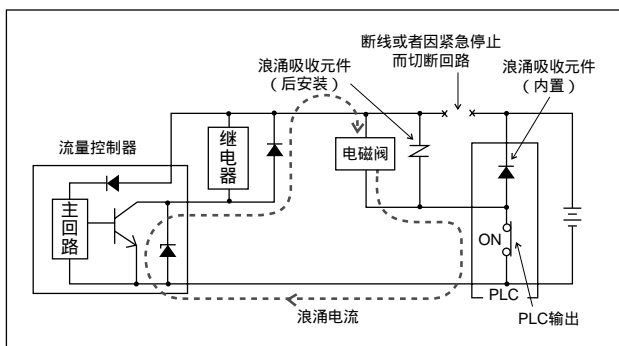 断线或者因紧急停止
而切断回路
浪涌吸收元件
（后安装）
浪涌吸收元件
（内置）
流量控制器
继电器
电磁阀
主回路
ON
PLC
浪涌电流
PLC输出